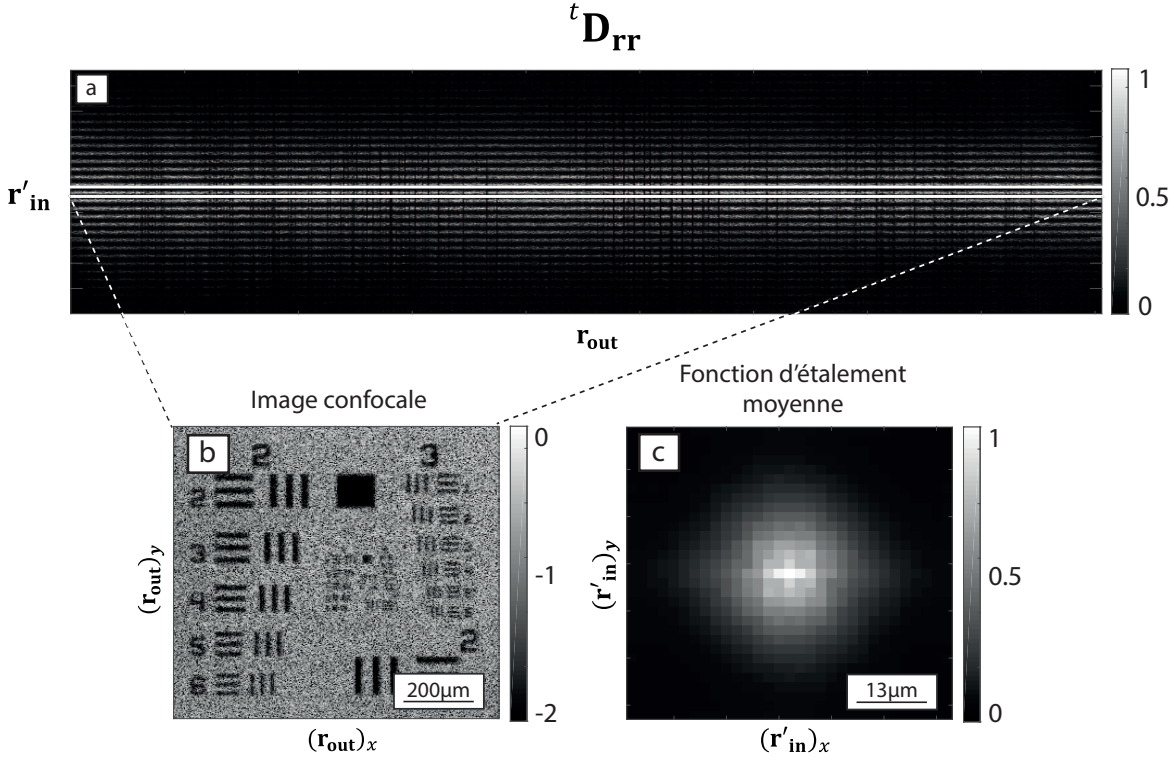 ᵗD_rr
a
1
r'_in
0.5
0
r_out
Image confocale
Fonction d'étalement
moyenne
b
2
3
2
3
4
5
6
2
200µm
0
-1
-2
(r_out)_y
(r_out)_x
c
13µm
1
0.5
0
(r'_in)_y
(r'_in)_x